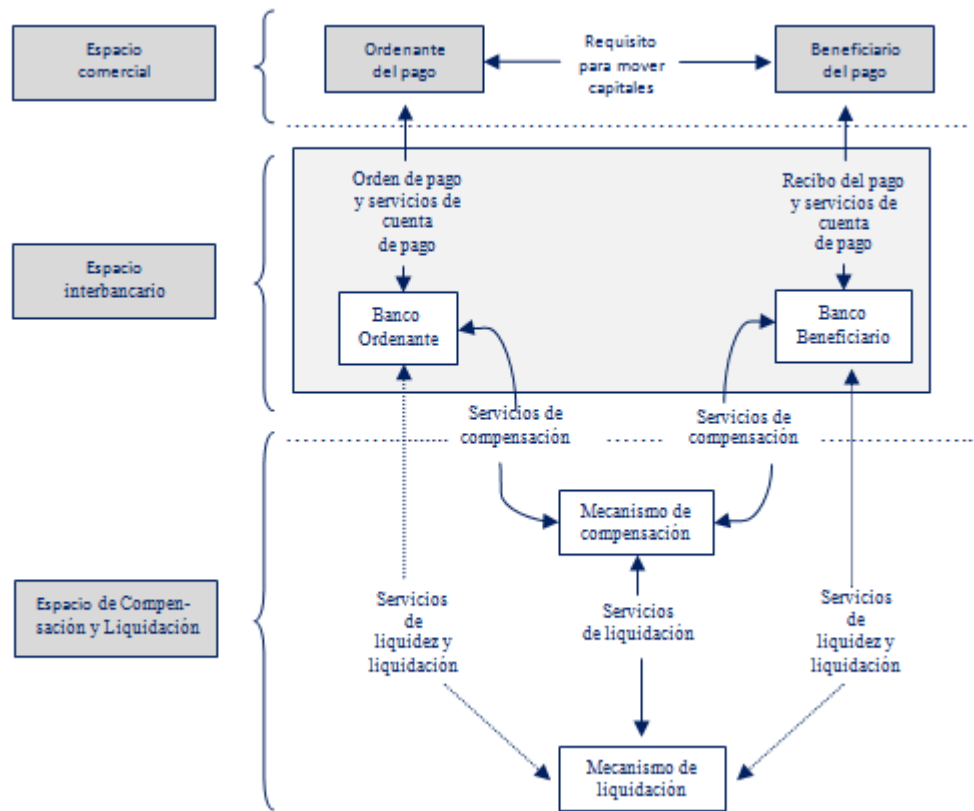 Espacio
comercial
Ordenante
del pago
Requisito
para mover
capitales
Beneficiario
del pago
Orden de pago
y servicios de
cuenta
de pago
Recibo del pago
y servicios de
cuenta
de pago
Espacio
interbancario
Banco
Ordenante
Banco
Beneficiario
Servicios de
compensación
Servicios de
compensación
Mecanismo de
compensación
Espacio de Compen-
sación y Liquidación
Servicios
de
liquidez y
liquidación
Servicios
de liquidación
Servicios
de
liquidez y
liquidación
Mecanismo de
liquidación